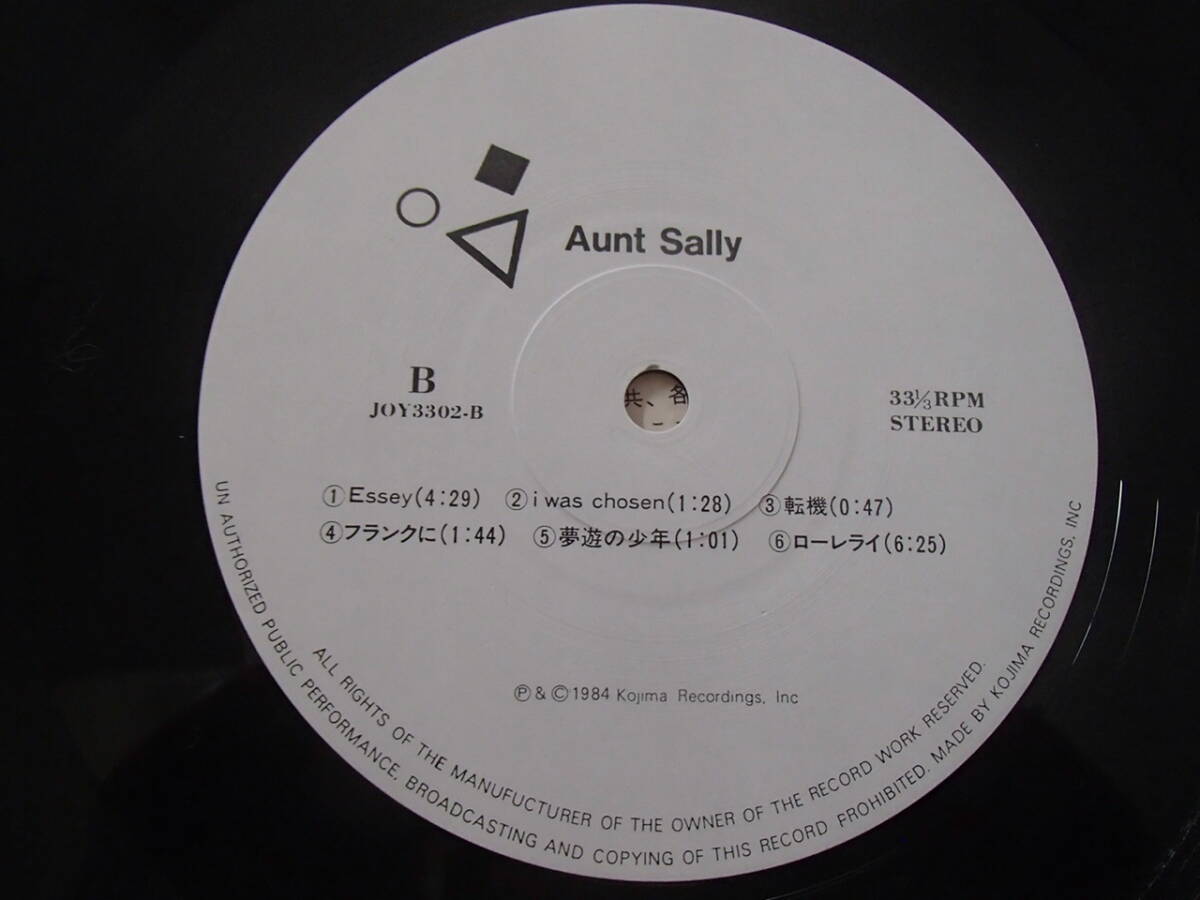 Aunt Sally
B
JOY3302-B
33⅓RPM
STEREO
共、各
①Essey(4:29) ②i was chosen(1:28) ③転機(0:47)
④フランクに(1:44) ⑤夢遊の少年(1:01) ⑥ローレライ(6:25)
Ⓟ&©1984 Kojima Recordings, Inc
ALL RIGHTS OF THE MANUFUCTURER OF THE OWNER OF THE RECORD WORK RESERVED.
UN AUTHORIZED PUBLIC PERFORMANCE, BROADCASTING AND COPYING OF THIS RECORD FROHIBITED. MADE BY KOJIMA RECORDINGS, INC